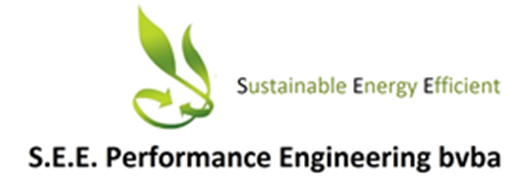 Sustainable Energy Efficient
S.E.E. Performance Engineering bvba